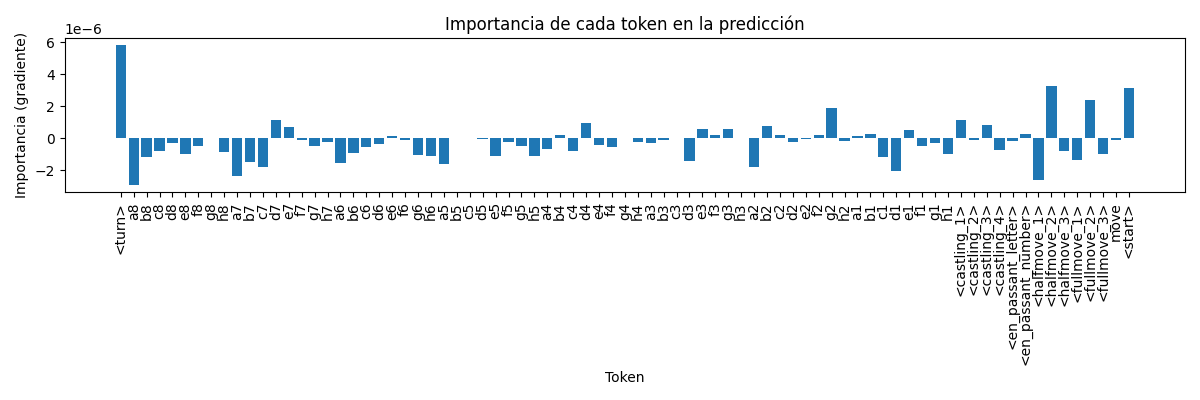 Importancia de cada token en la predicción
1e−6
Importancia (gradiente)
6
4
2
0
−2
<turn>
a8
b8
c8
d8
e8
f8
g8
h8
a7
b7
c7
d7
e7
f7
g7
h7
a6
b6
c6
d6
e6
f6
g6
h6
a5
b5
c5
d5
e5
f5
g5
h5
a4
b4
c4
d4
e4
f4
g4
h4
a3
b3
c3
d3
e3
f3
g3
h3
a2
b2
c2
d2
e2
f2
g2
h2
a1
b1
c1
d1
e1
f1
g1
h1
<castling_1>
<castling_2>
<castling_3>
<castling_4>
<en_passant_letter>
<en_passant_number>
<halfmove_1>
<halfmove_2>
<halfmove_3>
<fullmove_1>
<fullmove_2>
<fullmove_3>
move
<start>
Token